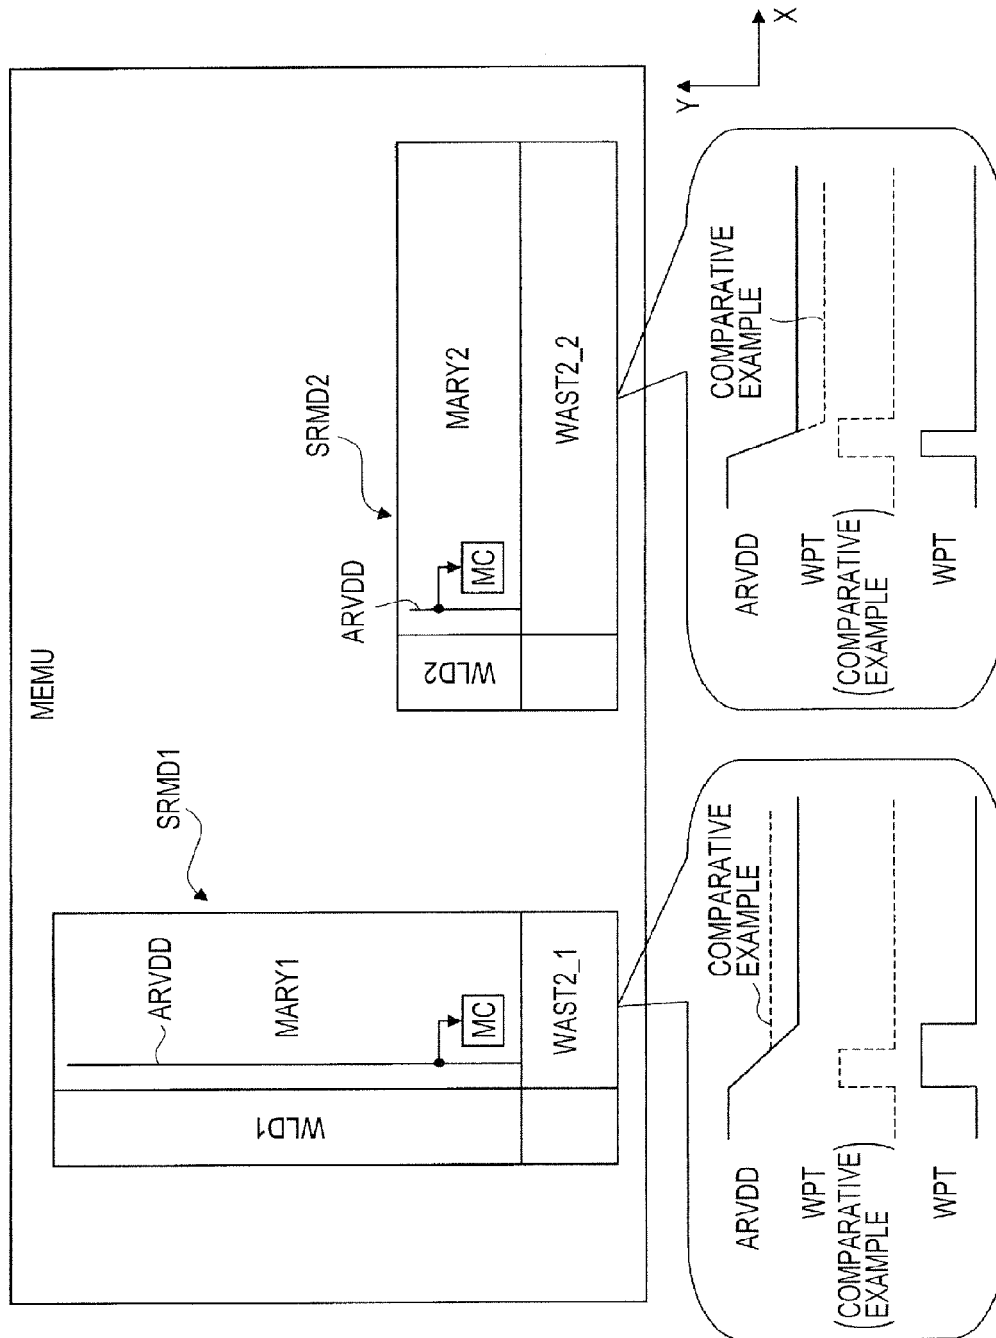 MEMU
SRMD1
ARVDD
MARY1
MC
WLD1
WAST2_1
SRMD2
ARVDD
MARY2
MC
WLD2
WAST2_2
Y
X
ARVDD
COMPARATIVE
EXAMPLE
WPT
(COMPARATIVE
EXAMPLE)
WPT
ARVDD
COMPARATIVE
EXAMPLE
WPT
(COMPARATIVE
EXAMPLE)
WPT